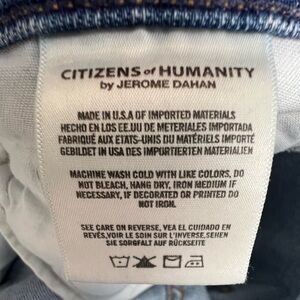 CITIZENS of HUMANITY
by JEROME DAHAN
MADE IN U.S.A OF IMPORTED MATERIALS
HECHO EN LOS EE.UU DE METERIALES IMPORTADA
FABRIQUÉ AUX ETATS-UNIS DU MATÉRIELS IMPORTÉ
GEBILDET IN USA DES IMPORTIERTEN MATERIALIEN
MACHINE WASH COLD WITH LIKE COLORS, DO
NOT BLEACH, HANG DRY, IRON MEDIUM IF
NECESSARY, IF DECORATED OR PRINTED DO
NOT IRON.
SEE CARE ON REVERSE, VEA EL CUIDADO EN
REVÉS,VOIR LE SOIN SUR L'INVERSE,SEHEN
SIE SORGFALT AUF RÜCKSEITE